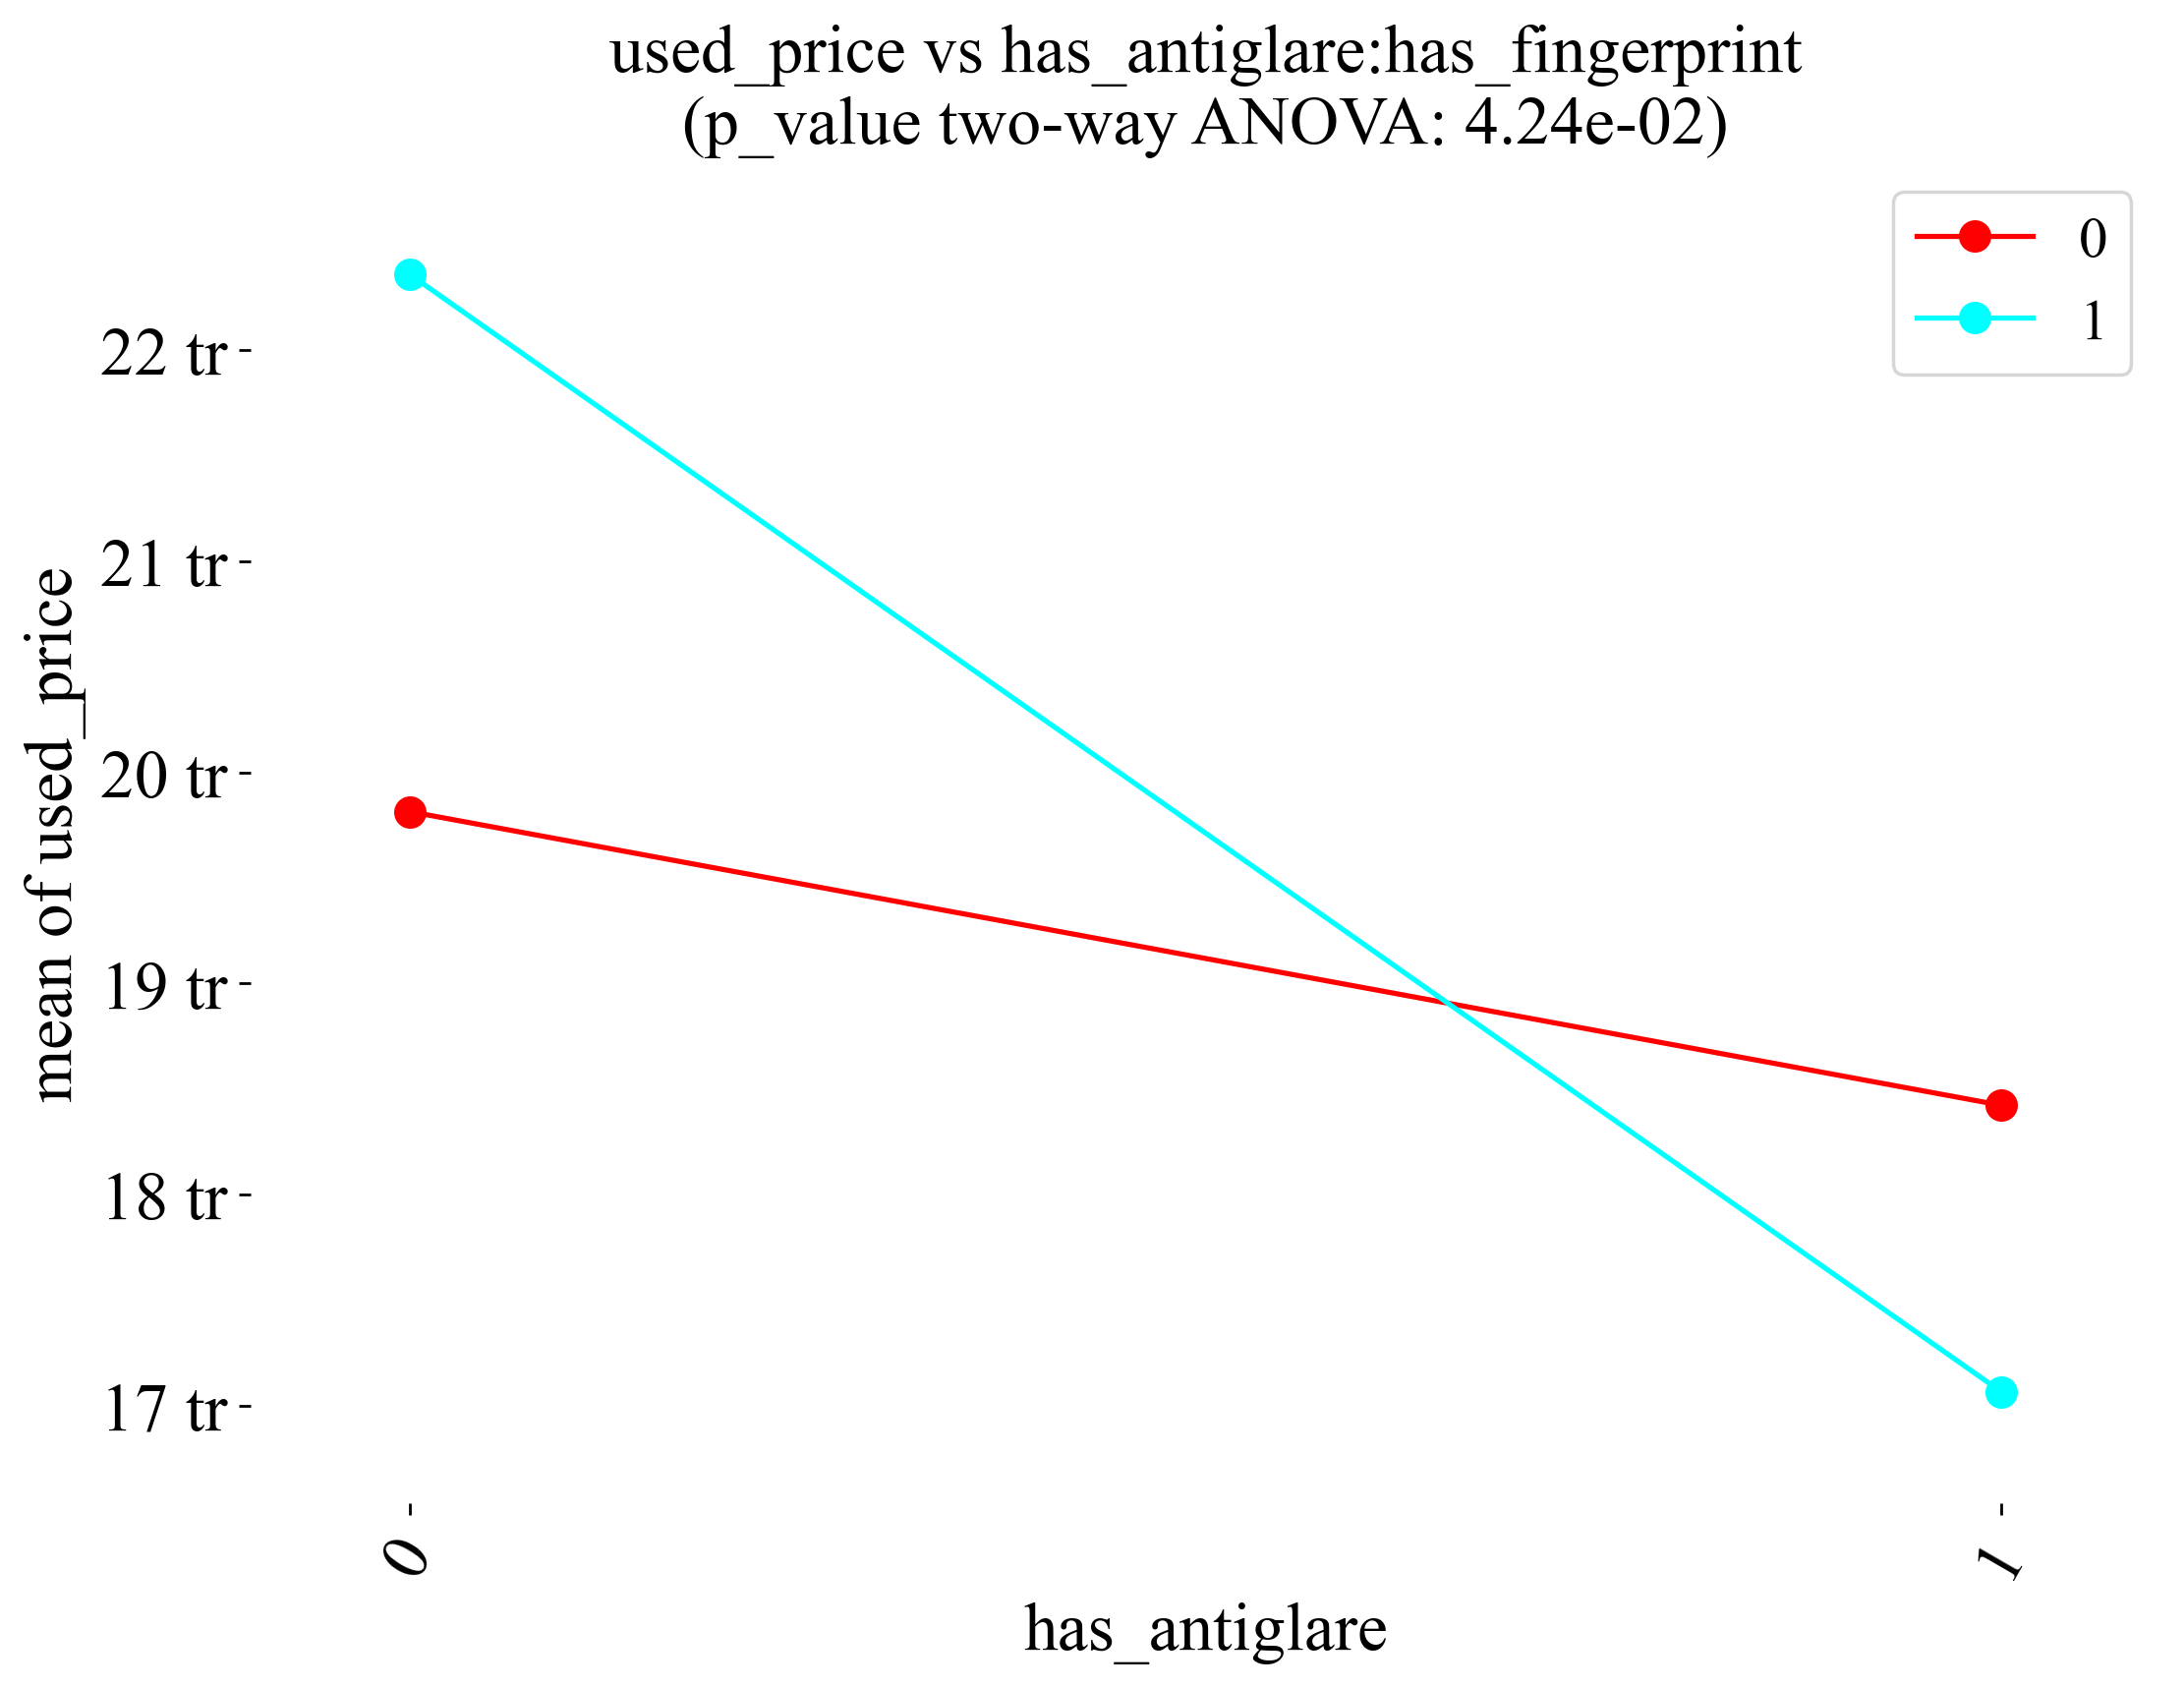 used_price vs has_antiglare:has_fingerprint
(p_value two-way ANOVA: 4.24e-02)
0
1
mean of used_price
22 tr
21 tr
20 tr
19 tr
18 tr
17 tr
0
1
has_antiglare